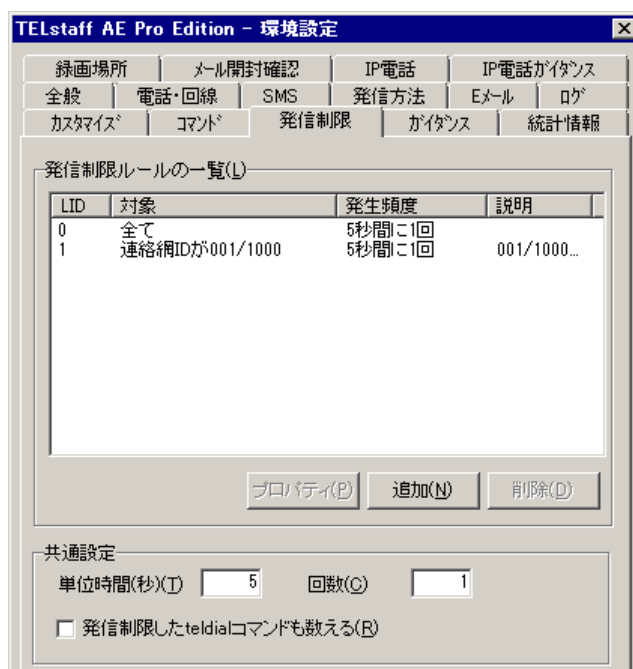 TELstaff AE Pro Edition - 環境設定
録画場所 メール開封確認 IP電話 IP電話ガイダンス
全般 電話・回線 SMS 発信方法 Eメール ログ
カスタマイズ コマンド 発信制限 ガイダンス 統計情報
発信制限ルールの一覧(L)
LID 対象 発生頻度 説明
0 全て 5秒間に1回
1 連絡網IDが001/1000 5秒間に1回 001/1000...
プロパティ(P) 追加(N) 削除(D)
共通設定
単位時間(秒)(T) 5 回数(C) 1
発信制限したteldialコマンドも数える(R)